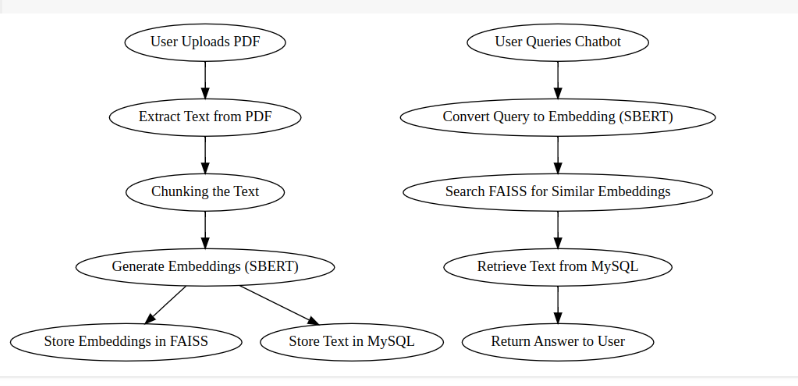 User Uploads PDF
Extract Text from PDF
Chunking the Text
Generate Embeddings (SBERT)
Store Embeddings in FAISS
Store Text in MySQL
User Queries Chatbot
Convert Query to Embedding (SBERT)
Search FAISS for Similar Embeddings
Retrieve Text from MySQL
Return Answer to User